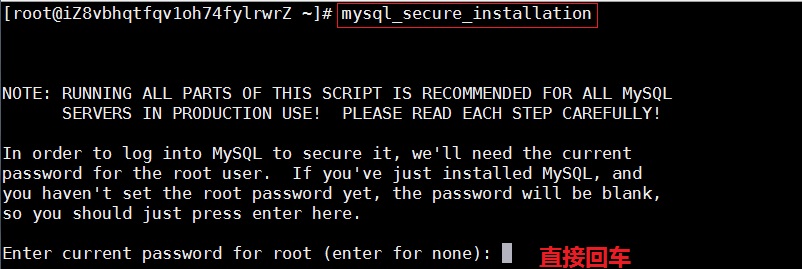 [root@iZ8vbhqtfqv1oh74fylrwrZ ~]# mysql_secure_installation
NOTE: RUNNING ALL PARTS OF THIS SCRIPT IS RECOMMENDED FOR ALL MySQL
SERVERS IN PRODUCTION USE!  PLEASE READ EACH STEP CAREFULLY!
In order to log into MySQL to secure it, we'll need the current
password for the root user.  If you've just installed MySQL, and
you haven't set the root password yet, the password will be blank,
so you should just press enter here.
Enter current password for root (enter for none): 直接回车